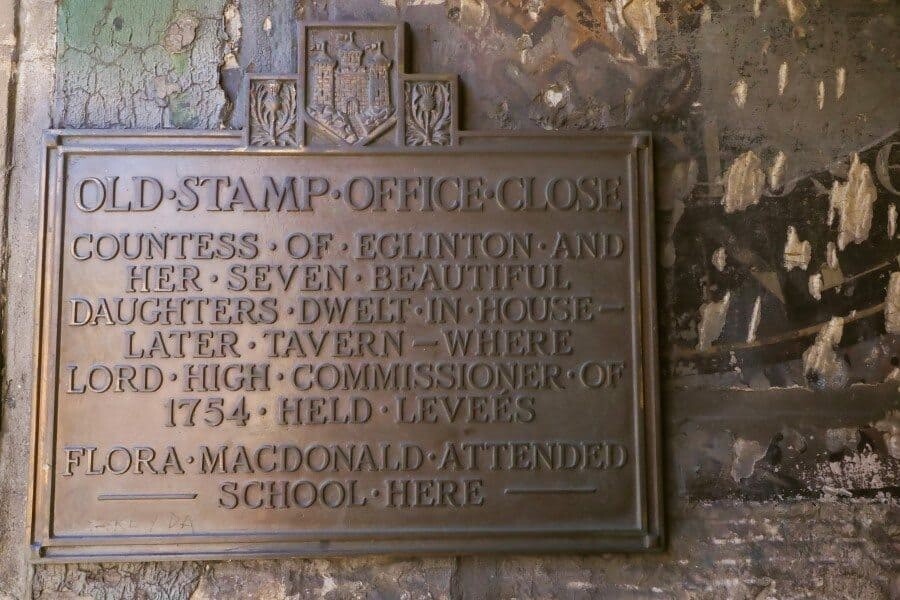 OLD·STAMP·OFFICE·CLOSE
COUNTESS·OF·EGLINTON·AND
HER·SEVEN·BEAUTIFUL
DAUGHTERS·DWELT·IN·HOUSE—
LATER·TAVERN—WHERE
LORD·HIGH·COMMISSIONER·OF
1754·HELD·LEVEÉS
FLORA·MACDONALD·ATTENDED
SCHOOL·HERE